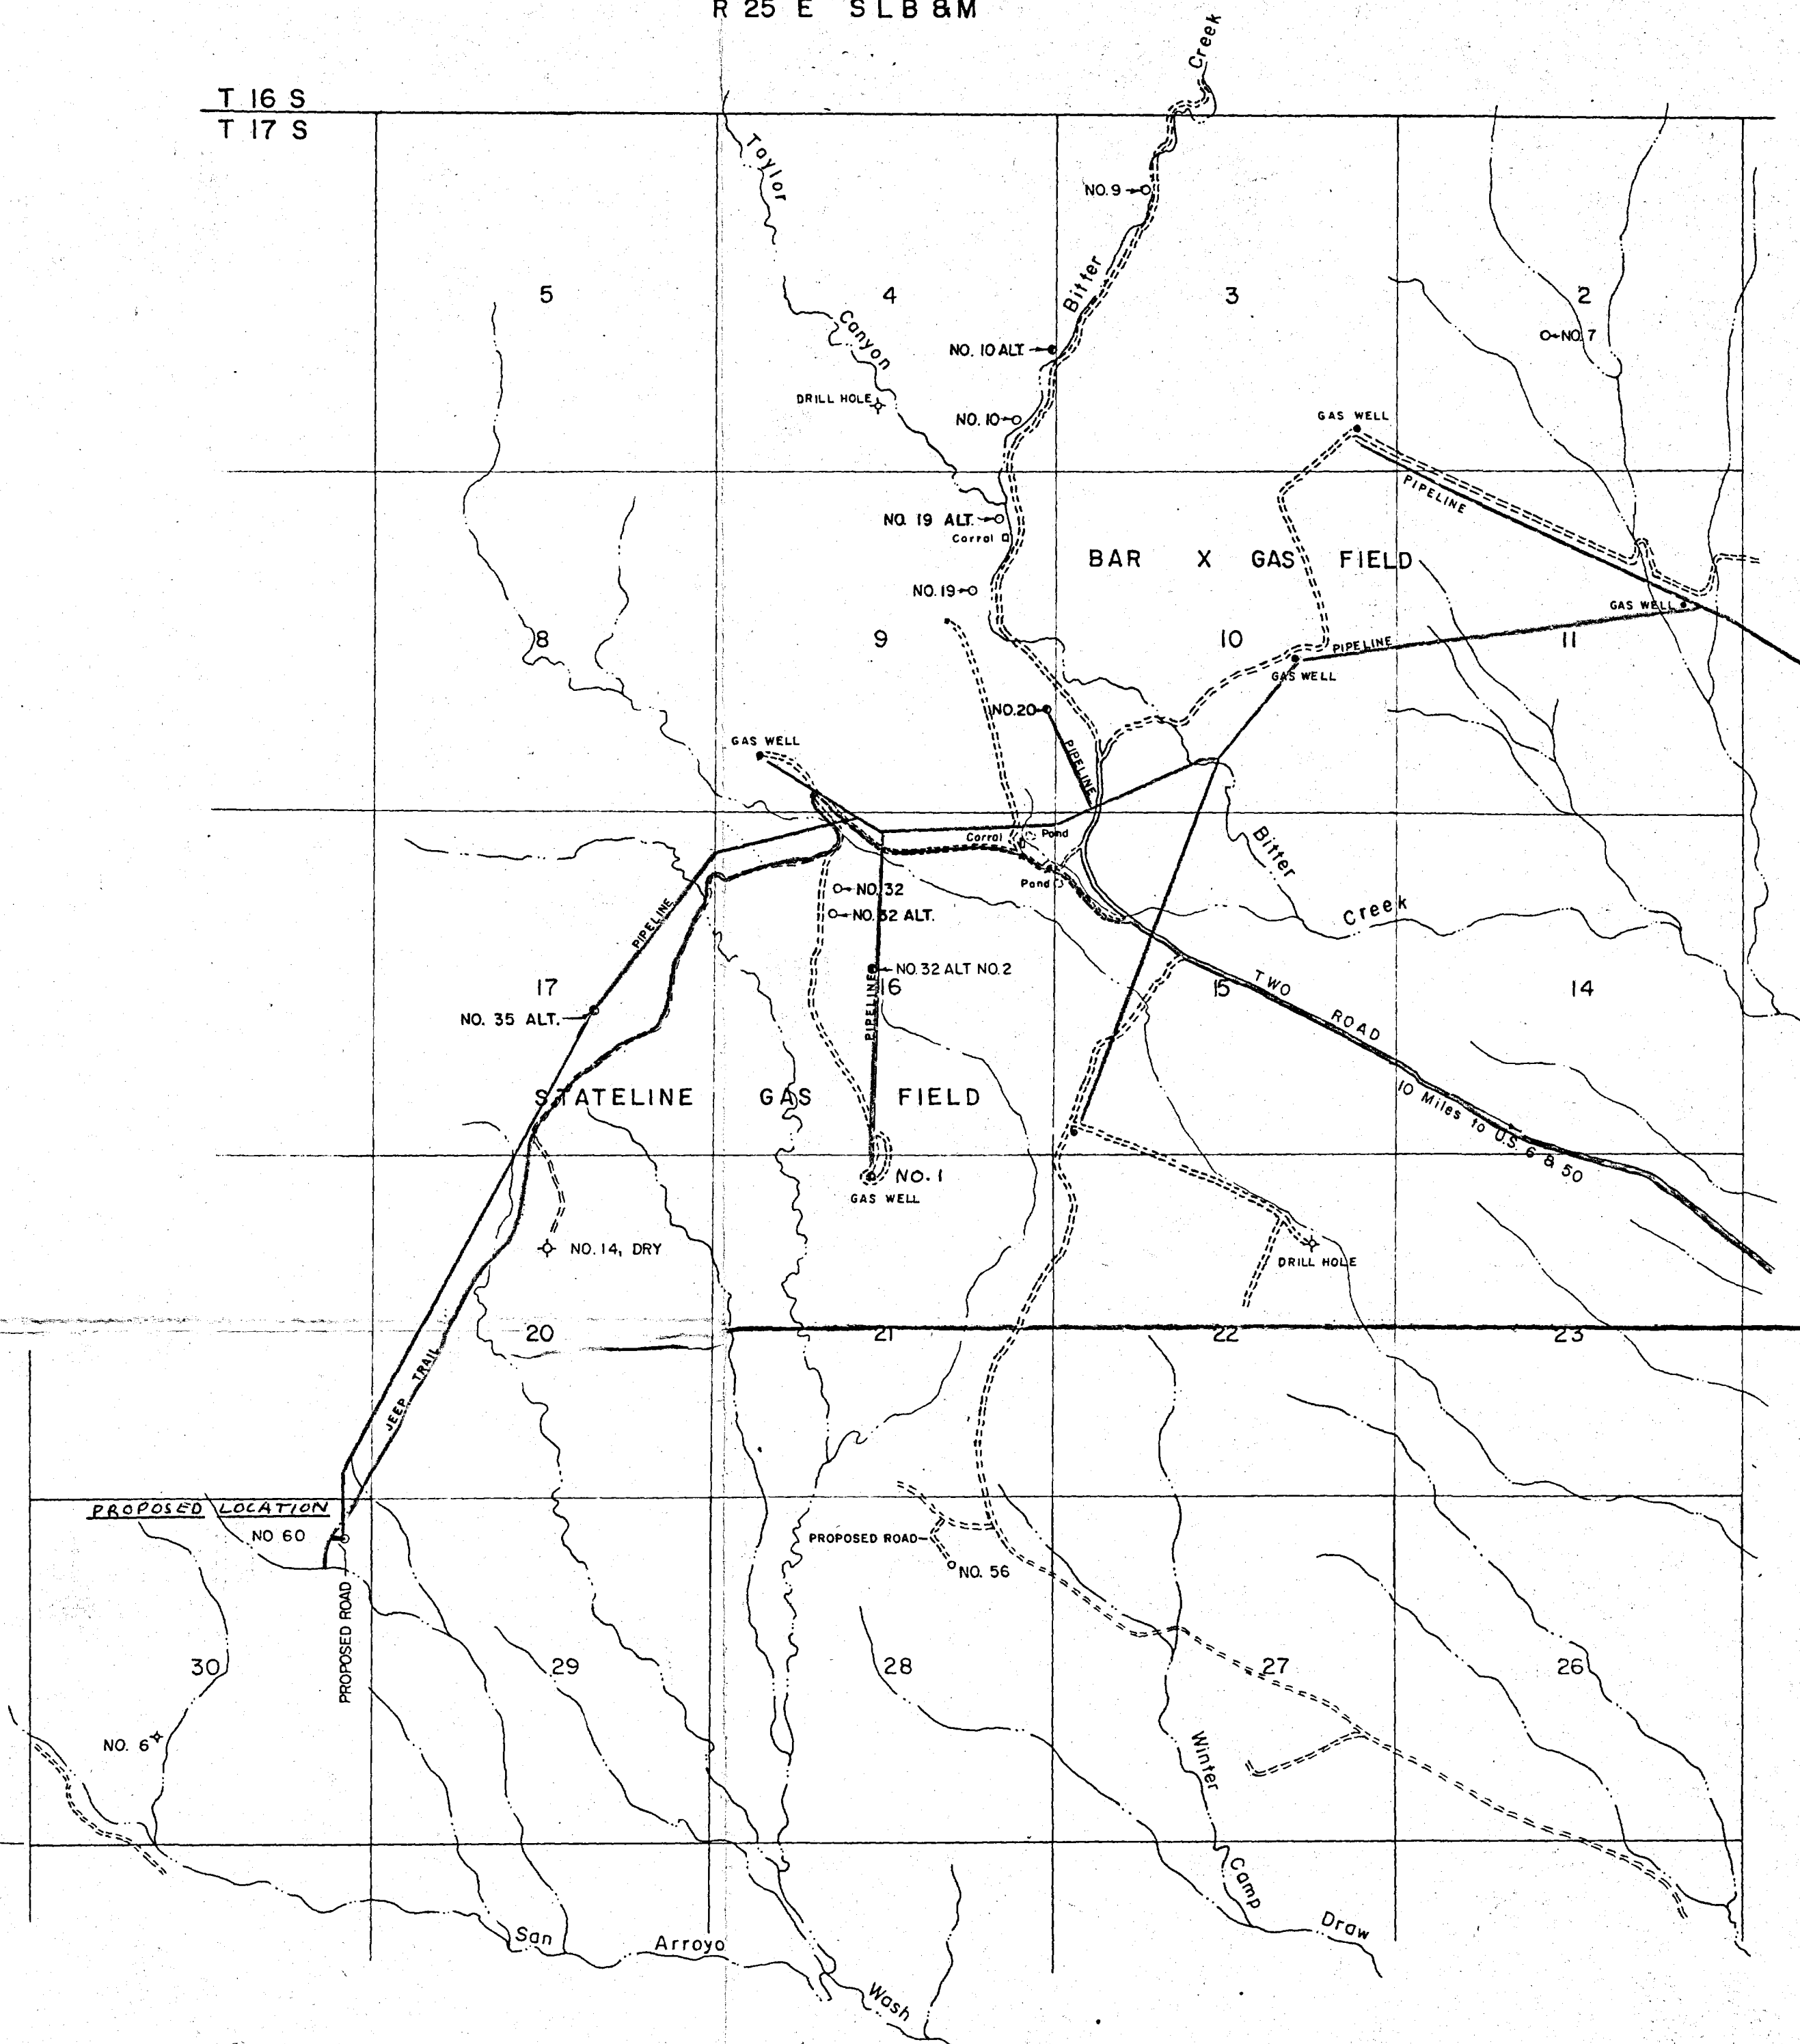 R 25 E S L B & M
Creek
T 16 S
T 17 S
Taylor
NO. 9
Bitter
5
4
3
2
Canyon
NO. 7
NO. 10 ALT.
DRILL HOLE
NO. 10
GAS WELL
PIPELINE
NO. 19 ALT.
Corral
BAR X GAS FIELD
NO. 19
GAS WELL
8
9
10
11
PIPELINE
GAS WELL
NO. 20
GAS WELL
PIPELINE
Corral
Pond
Bitter
Pond
NO. 32
NO. 32 ALT.
Creek
PIPELINE
NO. 32 ALT NO. 2
17
16
15
14
TWO
ROAD
NO. 35 ALT.
PIPELINE
STATELINE GAS FIELD
10 Miles to U.S. 6 & 50
NO. 1
GAS WELL
NO. 14, DRY
DRILL HOLE
20
21
22
23
JEEP TRAIL
PROPOSED LOCATION
NO 60
PROPOSED ROAD
NO. 56
PROPOSED ROAD
30
29
28
27
26
NO. 6
Winter
Camp
Draw
San
Arroyo
Wash